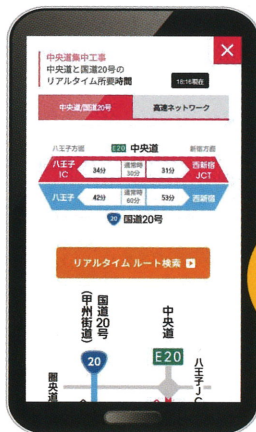 中央道集中工事
中央道と国道20号の
リアルタイム所要時間
18:16現在
中央道/国道20号
高速ネットワーク
八王子方面
E20 中央道
新宿方面
八王子
IC
34分
通常時
30分
31分
西新宿
JCT
八王子
42分
通常時
60分
53分
西新宿
20 国道20号
リアルタイム ルート検索
国道20号
(甲州街道)
中央道
20
E20
八王子JC
圏央道